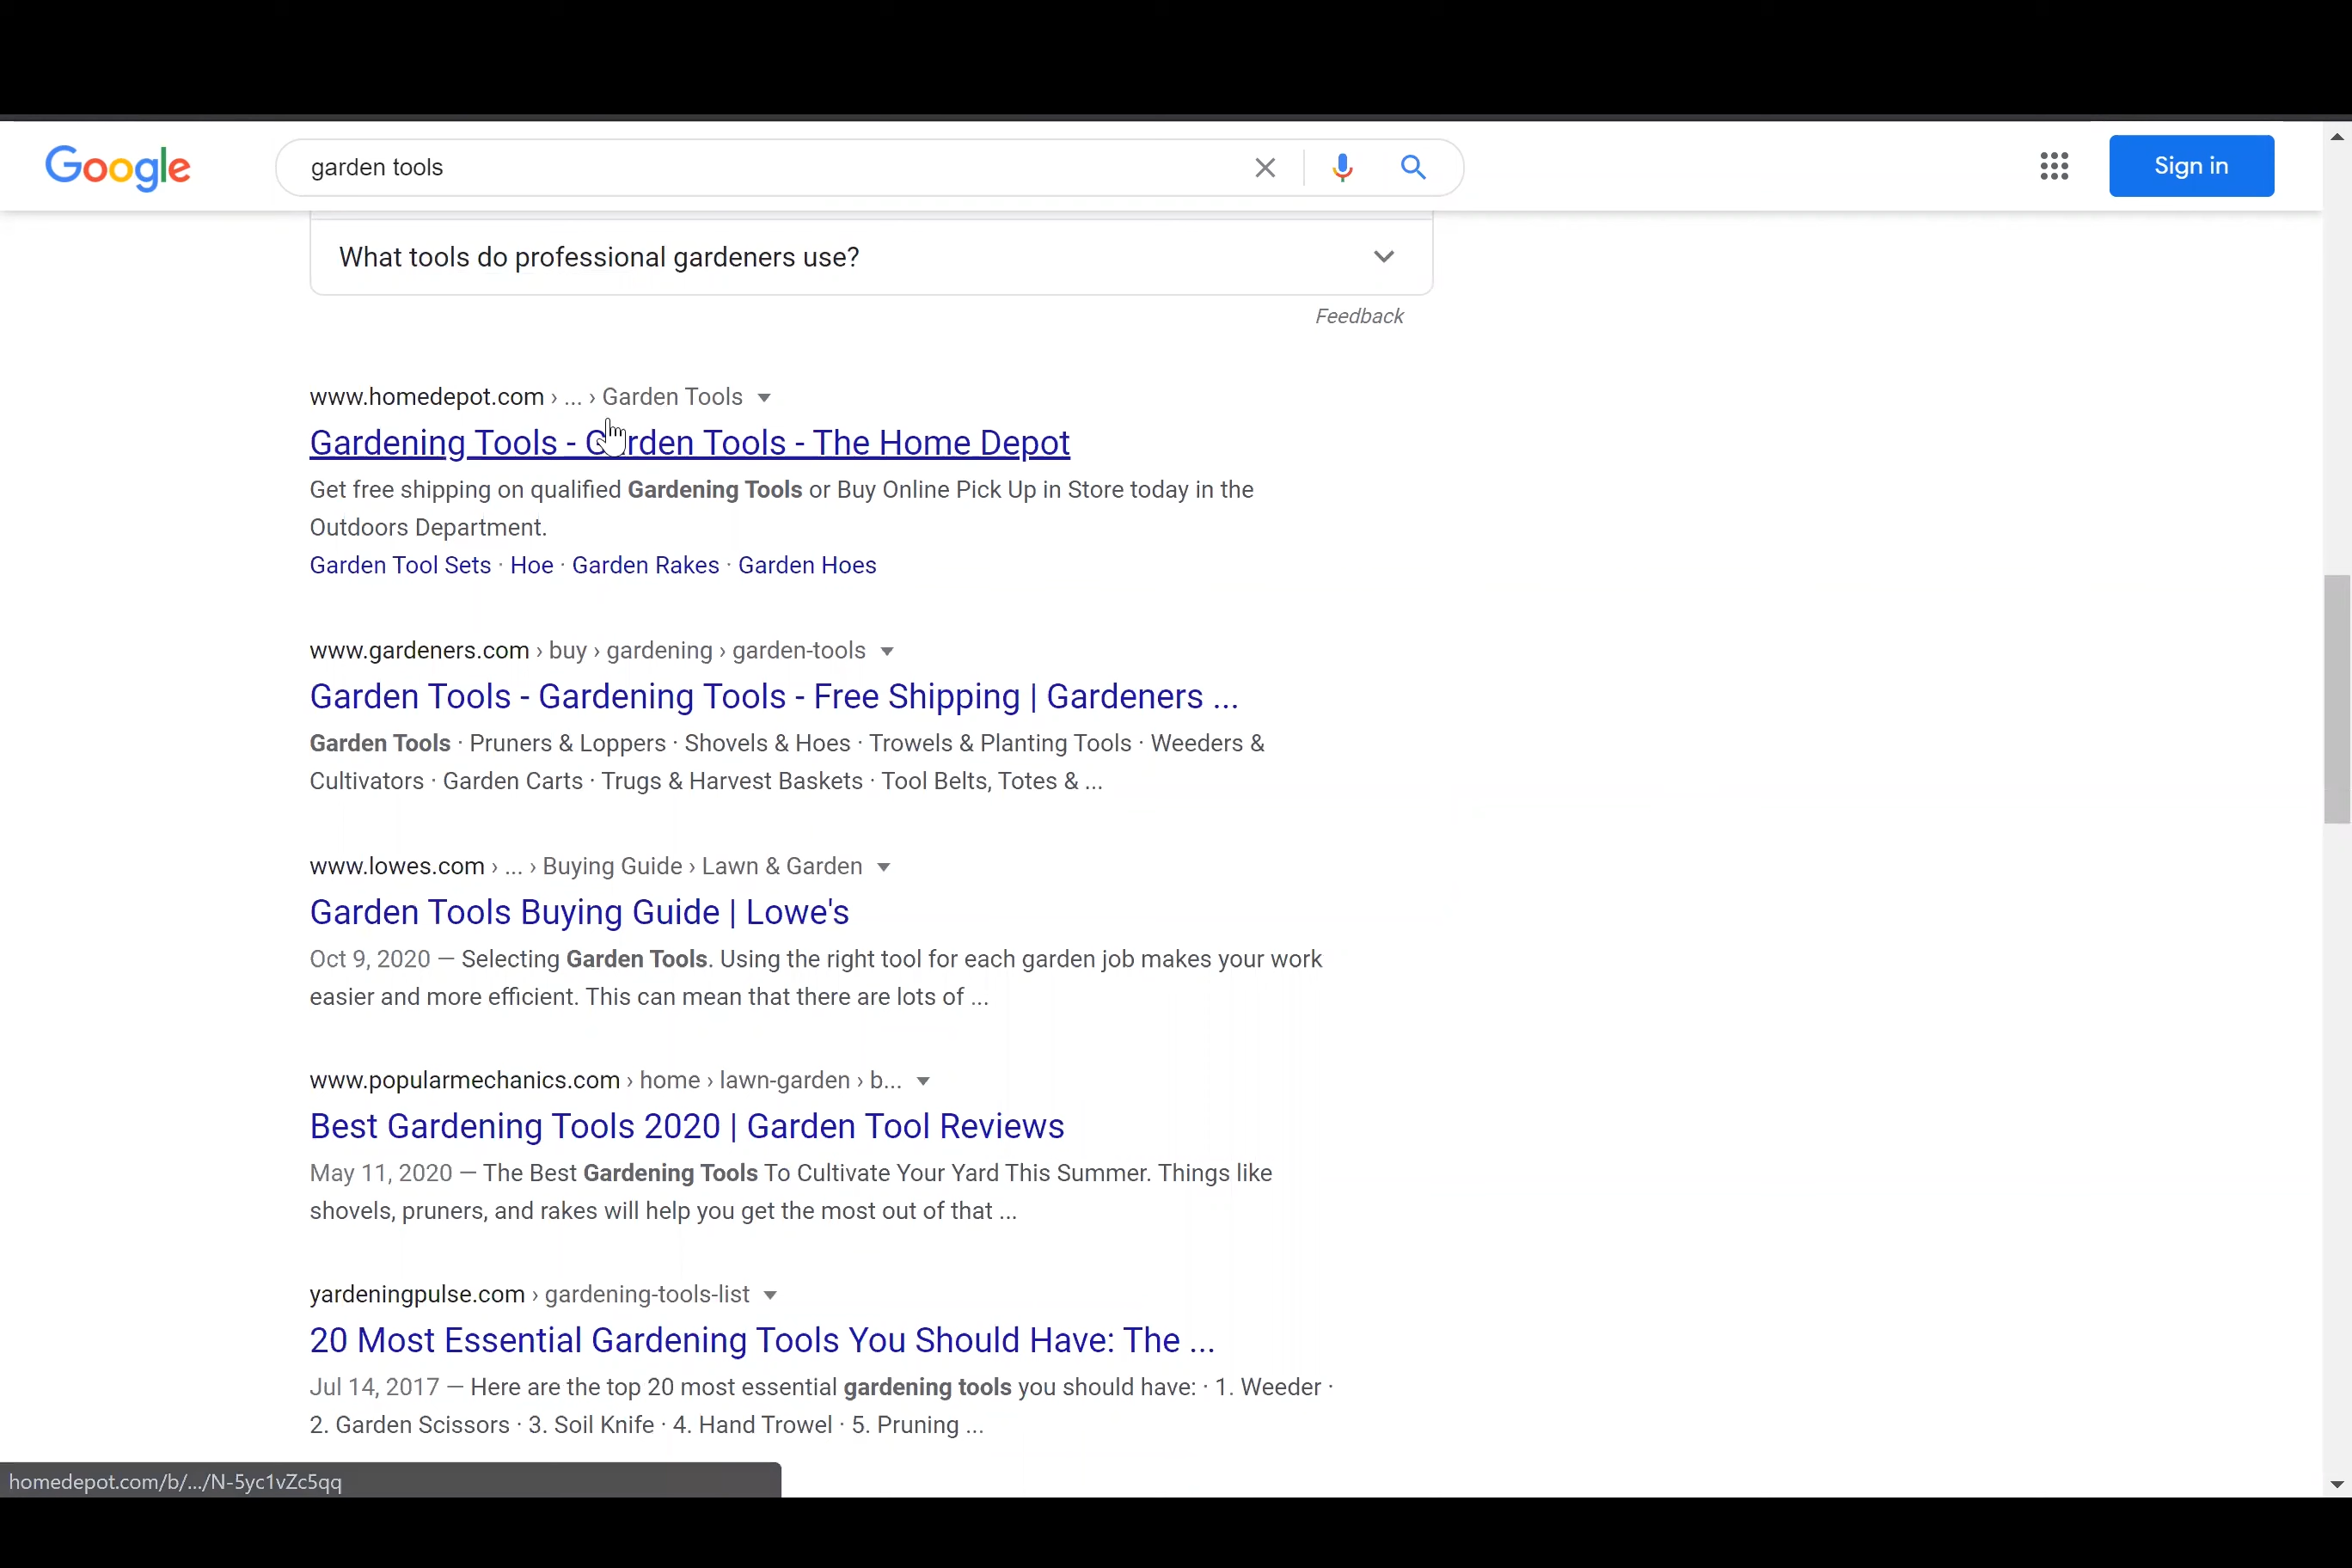 Google
garden tools
Sign in
What tools do professional gardeners use?
Feedback
www.homedepot.com › ... › Garden Tools
Gardening Tools - Garden Tools - The Home Depot
Get free shipping on qualified Gardening Tools or Buy Online Pick Up in Store today in the
Outdoors Department.
Garden Tool Sets · Hoe · Garden Rakes · Garden Hoes
www.gardeners.com › buy › gardening › garden-tools
Garden Tools - Gardening Tools - Free Shipping | Gardeners ...
Garden Tools · Pruners & Loppers · Shovels & Hoes · Trowels & Planting Tools · Weeders &
Cultivators · Garden Carts · Trugs & Harvest Baskets · Tool Belts, Totes & ...
www.lowes.com › ... › Buying Guide › Lawn & Garden
Garden Tools Buying Guide | Lowe's
Oct 9, 2020 — Selecting Garden Tools. Using the right tool for each garden job makes your work
easier and more efficient. This can mean that there are lots of ...
www.popularmechanics.com › home › lawn-garden › b...
Best Gardening Tools 2020 | Garden Tool Reviews
May 11, 2020 — The Best Gardening Tools To Cultivate Your Yard This Summer. Things like
shovels, pruners, and rakes will help you get the most out of that ...
yardeningpulse.com › gardening-tools-list
20 Most Essential Gardening Tools You Should Have: The ...
Jul 14, 2017 — Here are the top 20 most essential gardening tools you should have: · 1. Weeder ·
2. Garden Scissors · 3. Soil Knife · 4. Hand Trowel · 5. Pruning ...
homedepot.com/b/.../N-5yc1vZc5qq